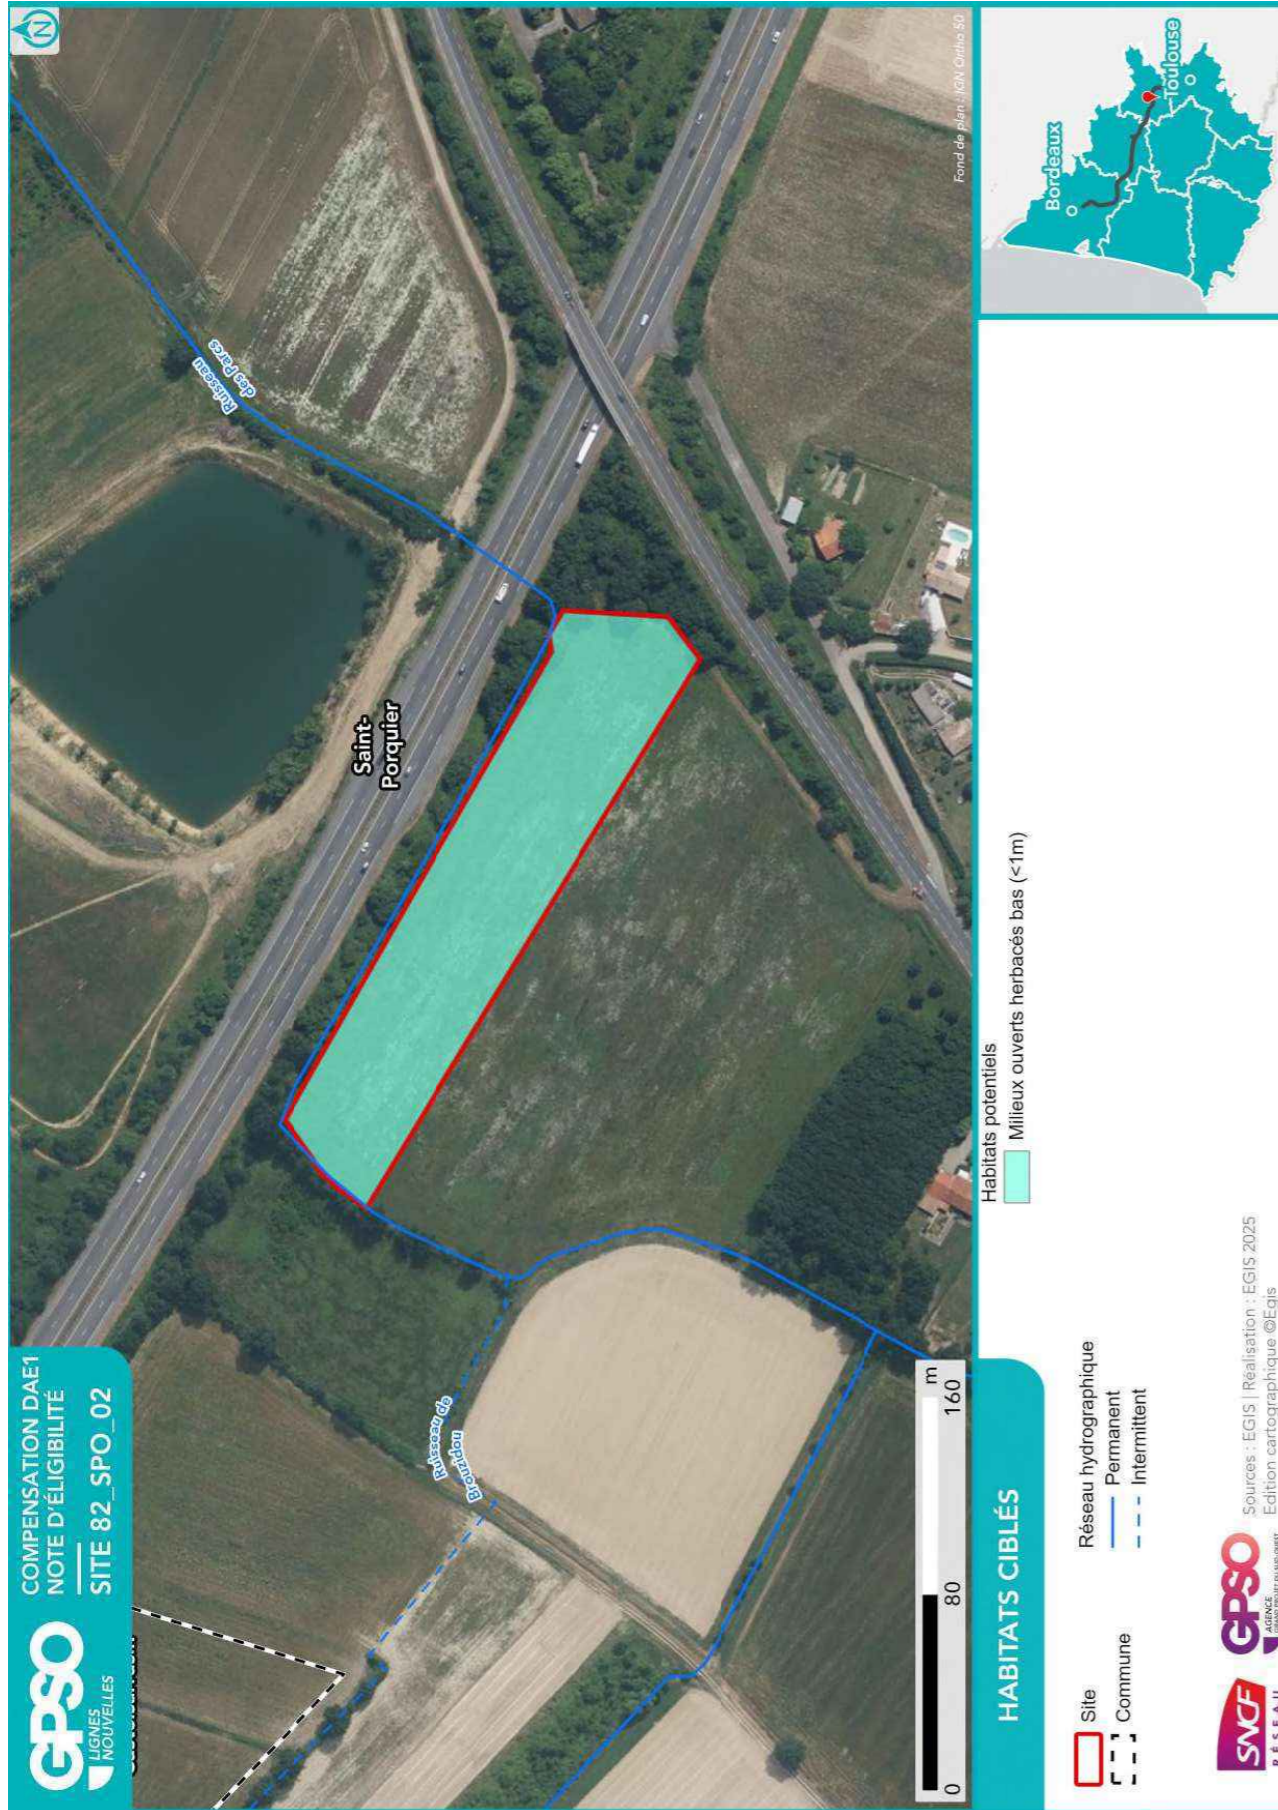 GPSO
LIGNES
NOUVELLES
COMPENSATION DAE1
NOTE D'ÉLIGIBILITÉ
SITE 82_SPO_02
N
Saint-
Porquier
Ruisseau
des Parcs
Ruisseau de
Brouzidou
Fond de plan : IGN Ortho 50
0 80 160
m
HABITATS CIBLÉS
Site
Commune
Réseau hydrographique
Permanent
Intermittent
Habitats potentiels
Milieux ouverts herbacés bas (<1m)
Bordeaux
Toulouse
SNCF
RÉSEAU
GPSO
AGENCE
Sources : EGIS | Réalisation : EGIS 2025
Edition cartographique ©Egis